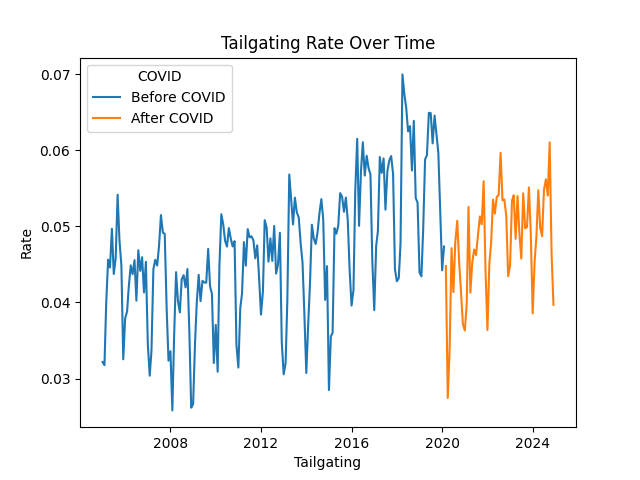 Tailgating Rate Over Time
COVID
Before COVID
After COVID
0.07
0.06
0.05
0.04
0.03
Rate
2008
2012
2016
2020
2024
Tailgating